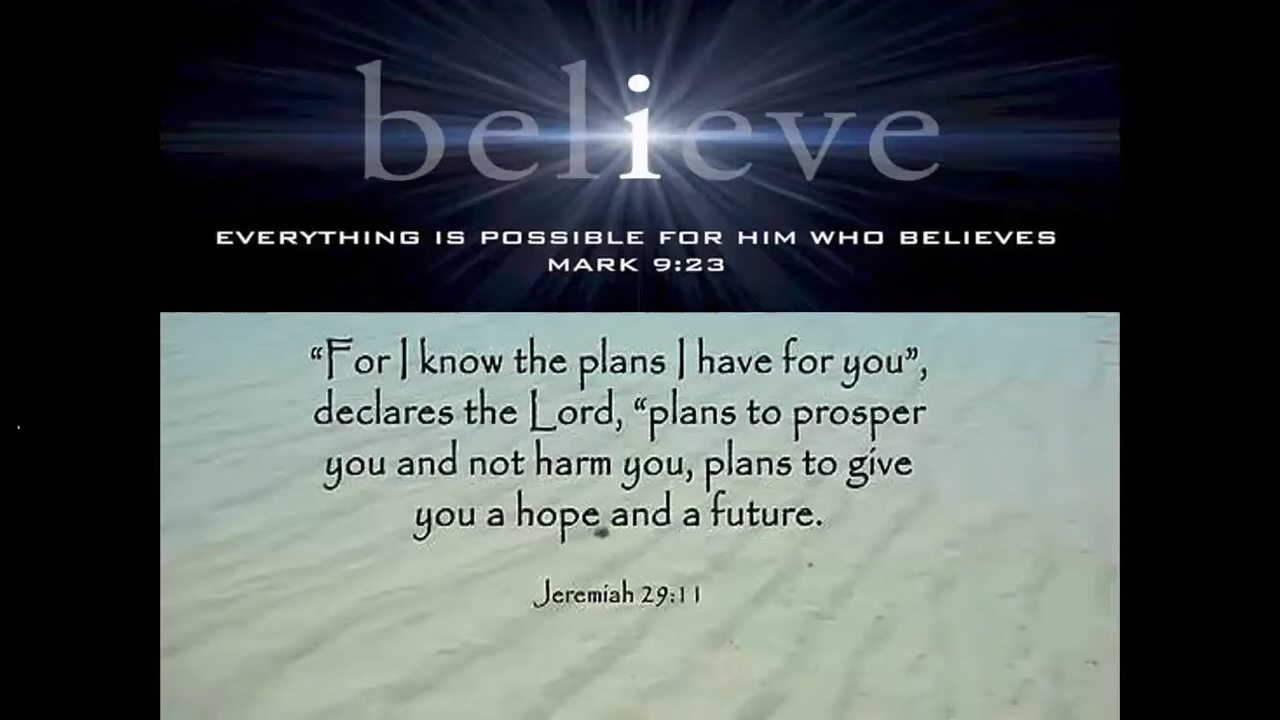 believe
EVERYTHING IS POSSIBLE FOR HIM WHO BELIEVES
MARK 9:23
“For I know the plans I have for you”,
declares the Lord, “plans to prosper
you and not harm you, plans to give
you a hope and a future.
Jeremiah 29:11